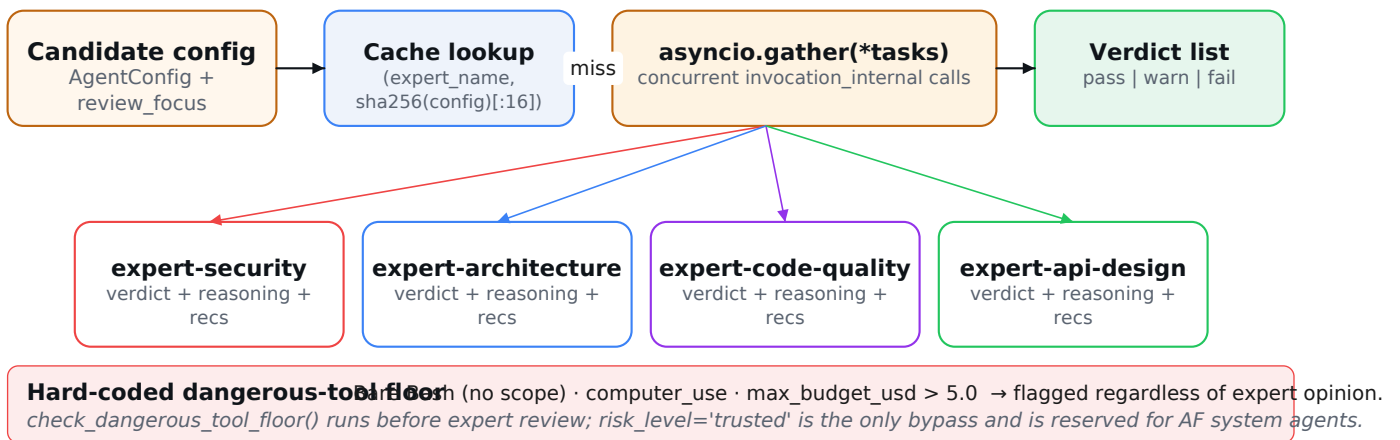 Candidate config
AgentConfig +
review_focus
Cache lookup
(expert_name,
sha256(config)[:16])
miss
asyncio.gather(*tasks)
concurrent invocation_internal calls
Verdict list
pass | warn | fail
expert-security
verdict + reasoning +
recs
expert-architecture
verdict + reasoning +
recs
expert-code-quality
verdict + reasoning +
recs
expert-api-design
verdict + reasoning +
recs
Hard-coded dangerous-tool floor Bare Bash (no scope) · computer_use · max_budget_usd > 5.0 → flagged regardless of expert opinion.
check_dangerous_tool_floor() runs before expert review; risk_level='trusted' is the only bypass and is reserved for AF system agents.